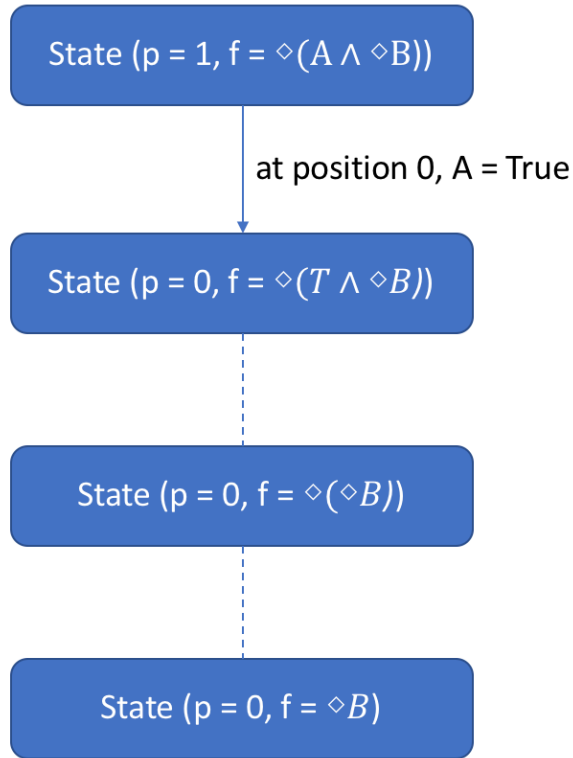 State (p = 1, f = ◇(A ∧ ◇B))
at position 0, A = True
State (p = 0, f = ◇(T ∧ ◇B))
State (p = 0, f = ◇(◇B))
State (p = 0, f = ◇B)